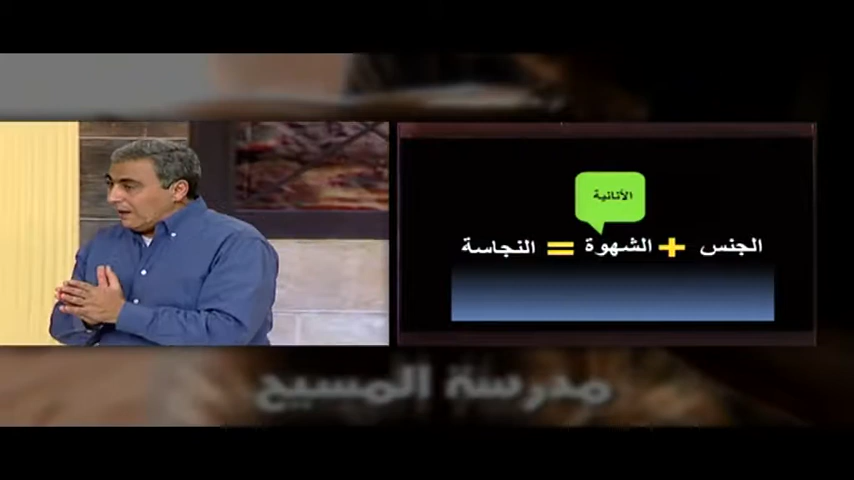 الأنانية
الجنس + الشهوة = النجاسة
مدرسة المسيح